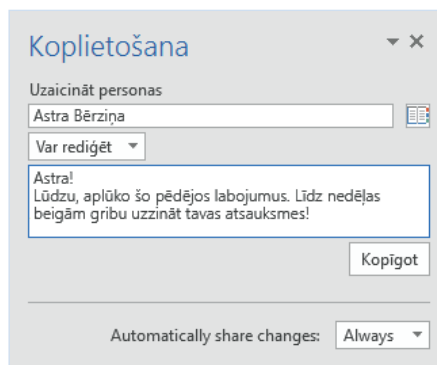 Koplietošana
Uzaicināt personas
Astra Bērziņa
Var rediģēt
Astra!
Lūdzu, aplūko šo pēdējos labojumus. Līdz nedēļas
beigām gribu uzzināt tavas atsauksmes!
Kopīgot
Automatically share changes: Always